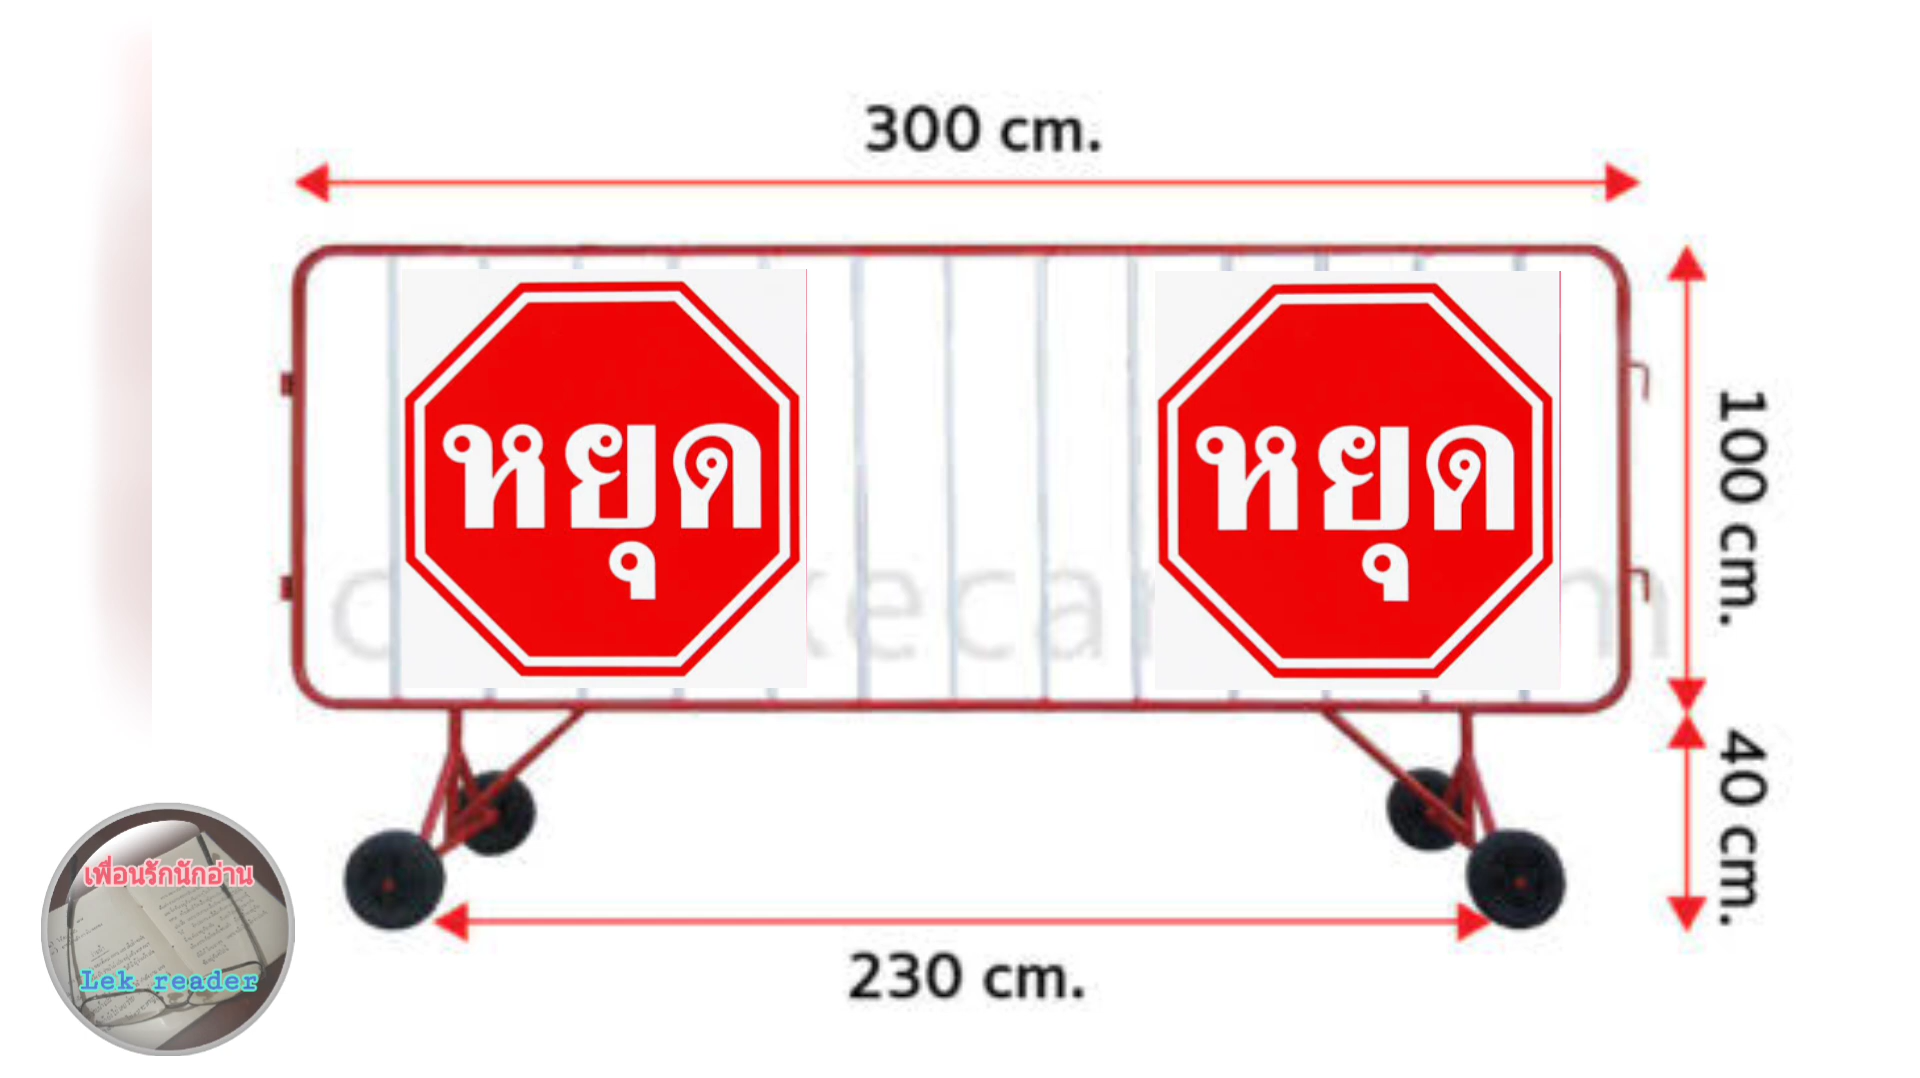 300 cm.
หยุด
หยุด
100 cm.
40 cm.
230 cm.
เพื่อนรักนักอ่าน
Lek reader